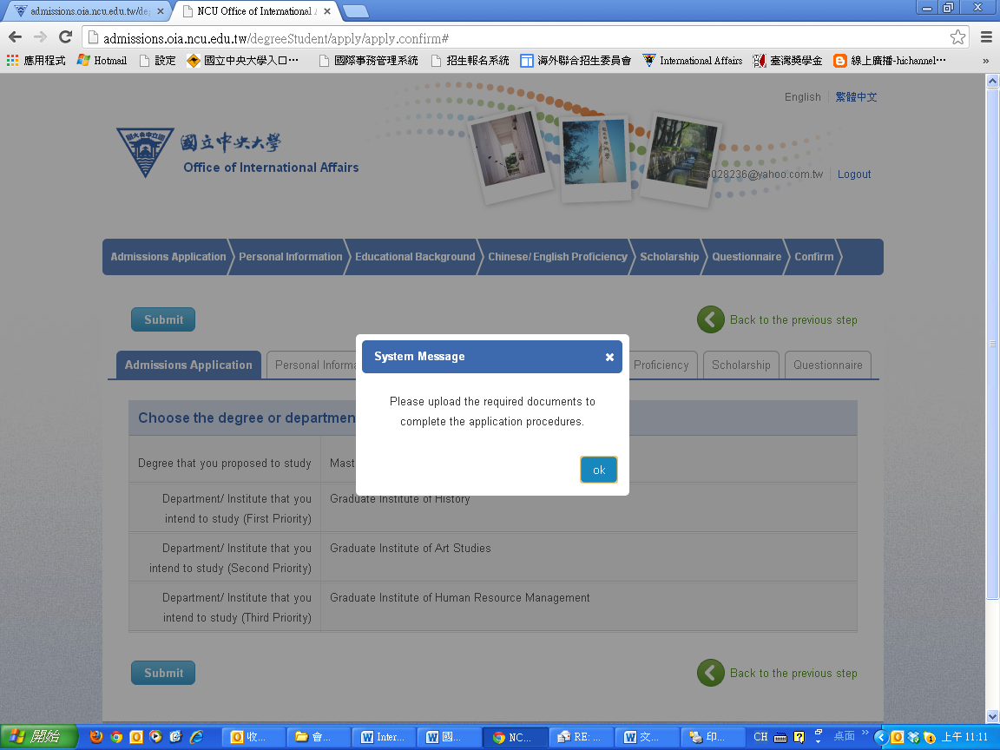 admissions.oia.ncu.edu.tw/de
NCU Office of International
admissions.oia.ncu.edu.tw/degreeStudent/apply/apply.confirm#
應用程式
Hotmail
設定
國立中央大學入口…
國際事務管理系統
招生報名系統
海外聯合招生委員會
International Affairs
臺灣獎學金
線上廣播-hichannel…
»
English
繁體中文
國立中央大學
Office of International Affairs
028236@yahoo.com.tw
Logout
Admissions Application
Personal Information
Educational Background
Chinese/ English Proficiency
Scholarship
Questionnaire
Confirm
Submit
Back to the previous step
System Message
Admissions Application
Personal Informa
Proficiency
Scholarship
Questionnaire
Please upload the required documents to
complete the application procedures.
Choose the degree or departmen
Degree that you proposed to study
Mast
ok
Department/ Institute that you
intend to study (First Priority)
Graduate Institute of History
Department/ Institute that you
intend to study (Second Priority)
Graduate Institute of Art Studies
Department/ Institute that you
intend to study (Third Priority)
Graduate Institute of Human Resource Management
Submit
Back to the previous step
開始
收...
會...
Inter...
國...
NC...
RE: ...
文...
印...
CH
桌面
»
上午 11:11